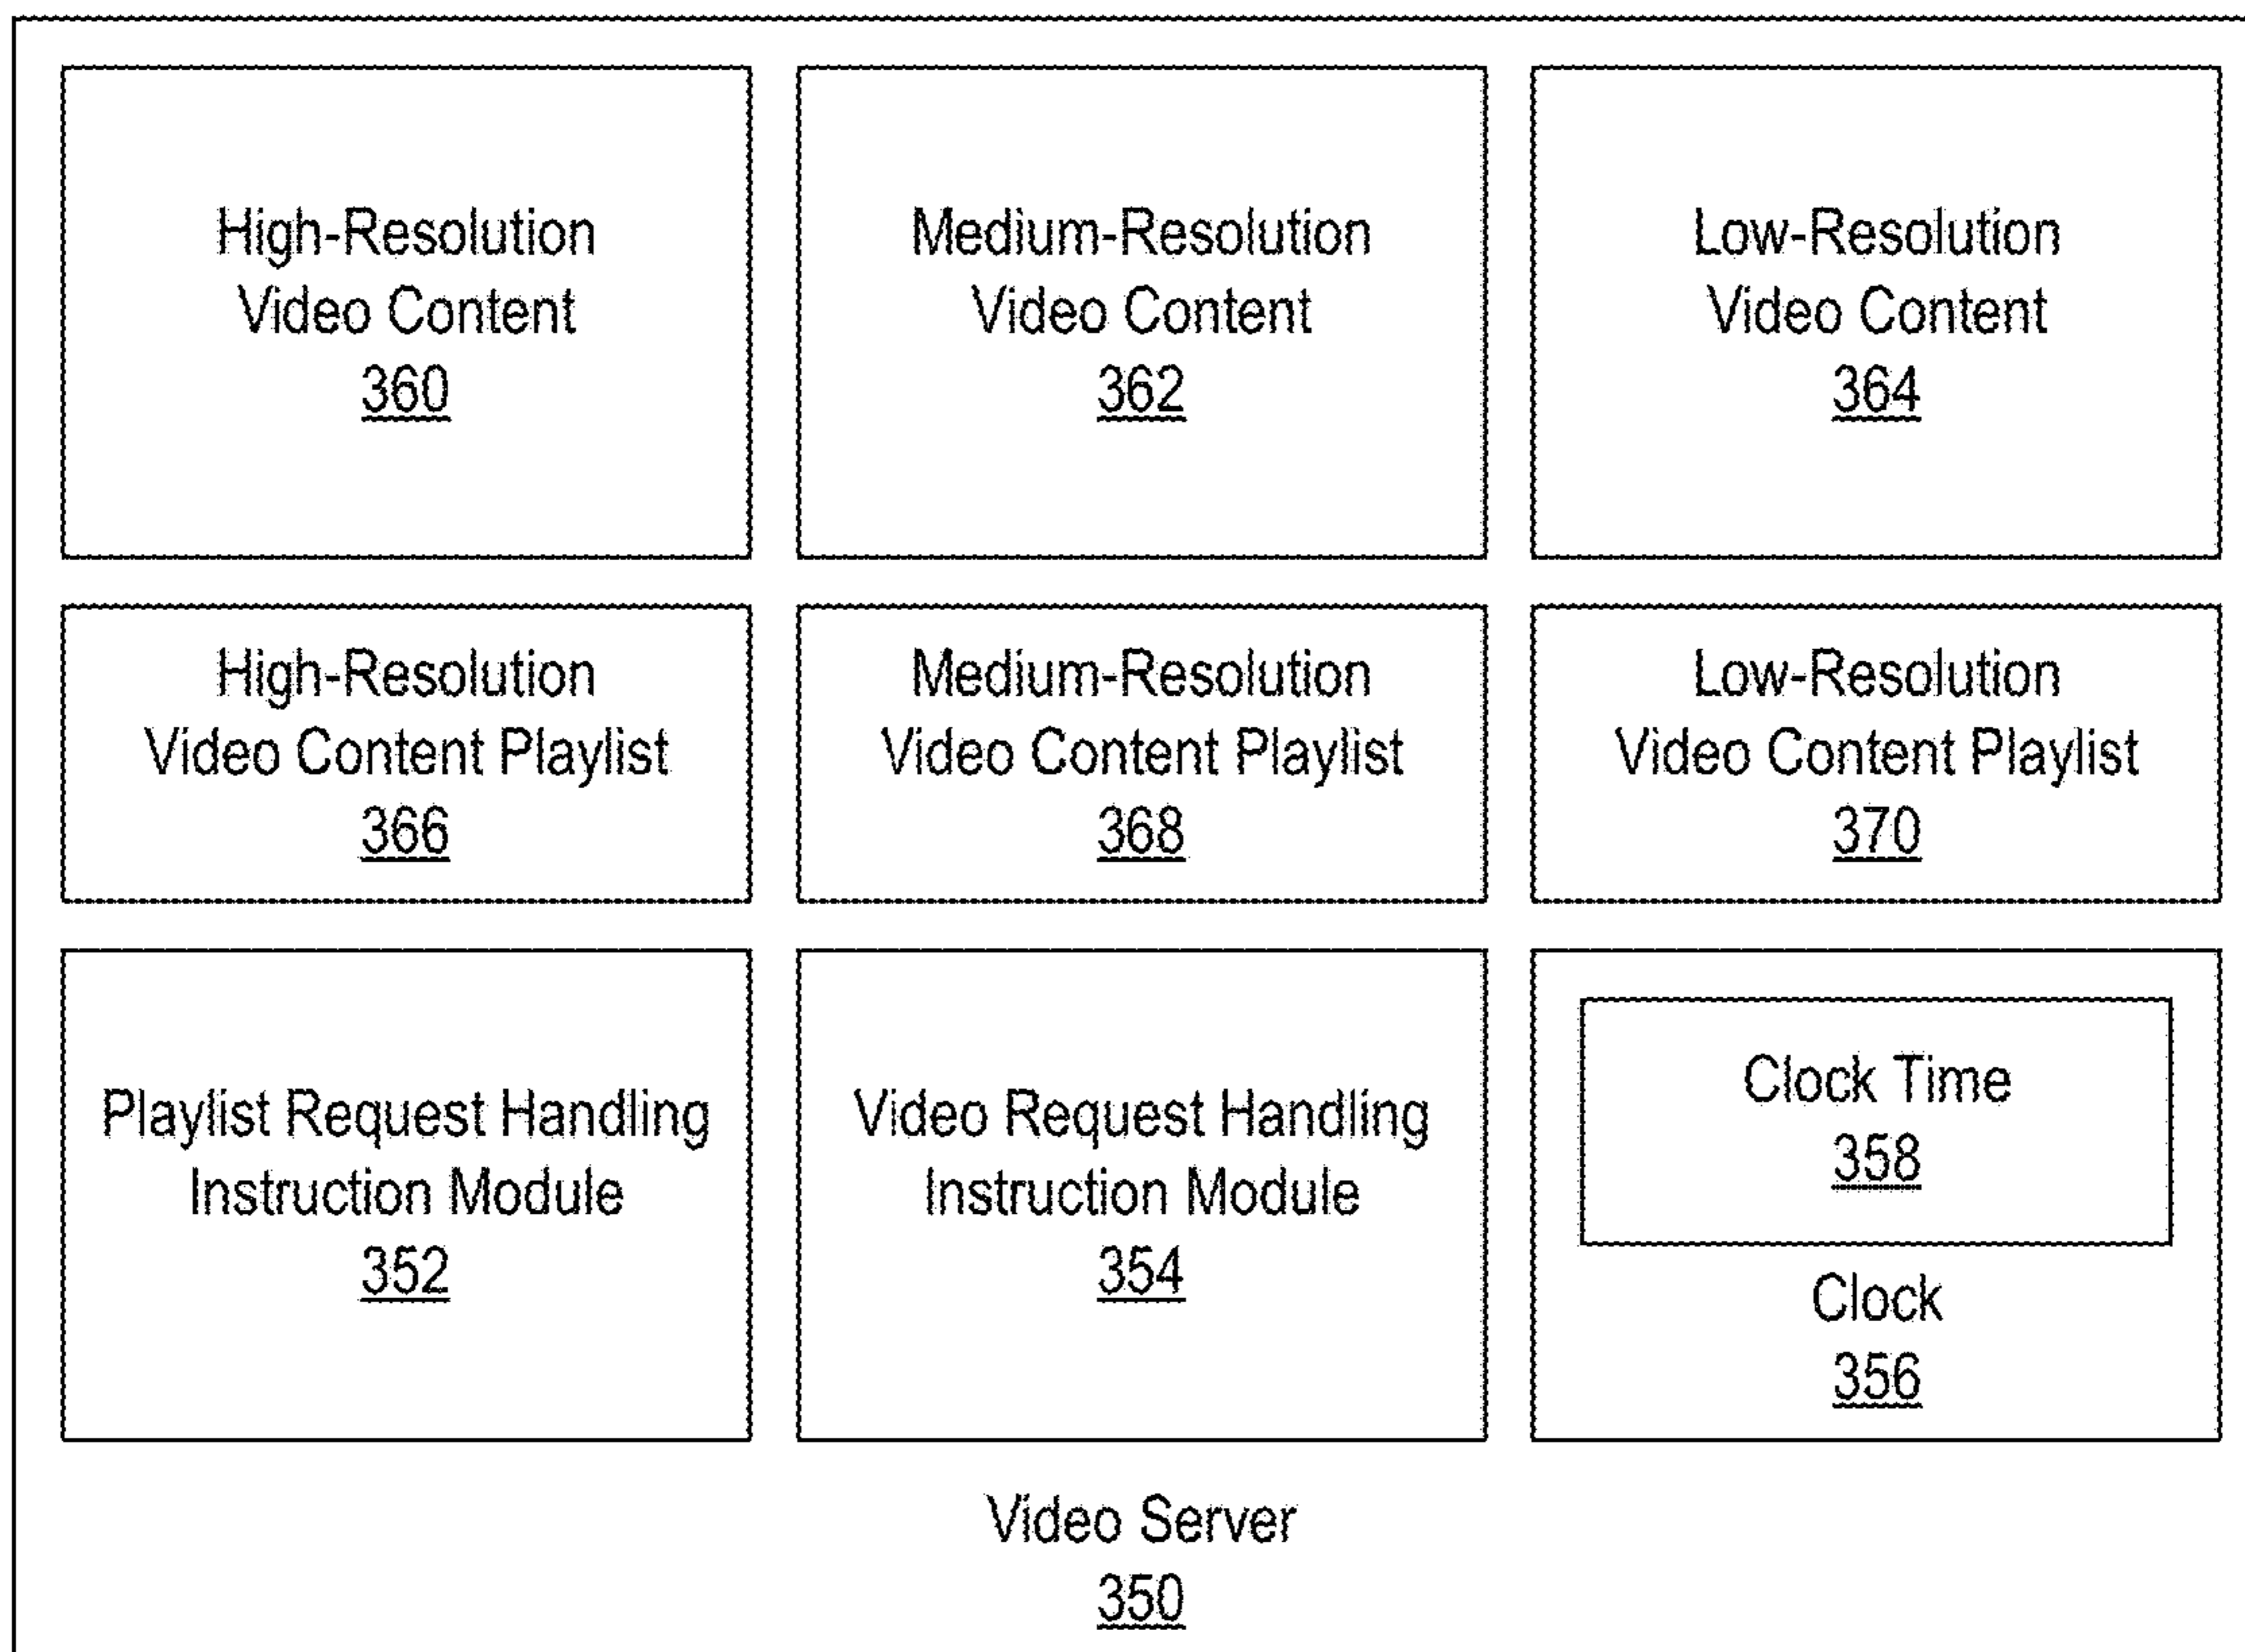 High-Resolution
Video Content
360
Medium-Resolution
Video Content
362
Low-Resolution
Video Content
364
High-Resolution
Video Content Playlist
366
Medium-Resolution
Video Content Playlist
368
Low-Resolution
Video Content Playlist
370
Playlist Request Handling
Instruction Module
352
Video Request Handling
Instruction Module
354
Clock Time
358
Clock
356
Video Server
350